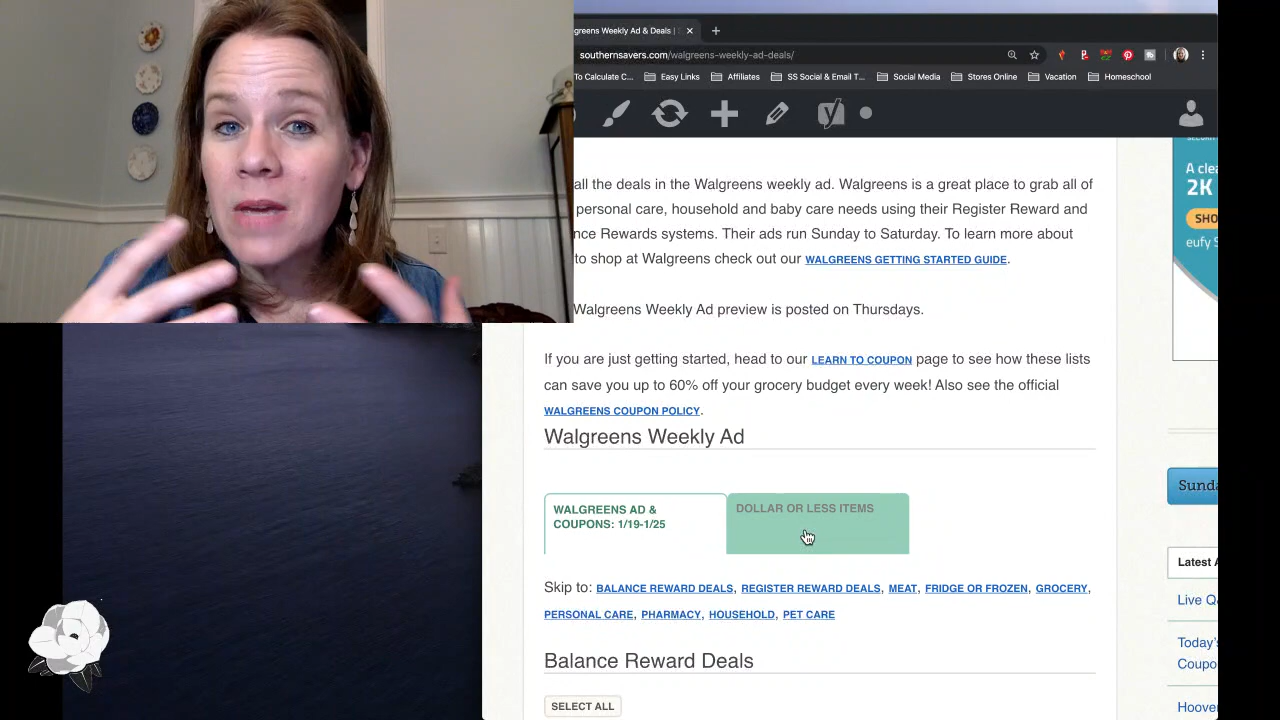 greens Weekly Ad & Deals |
southernsavers.com/walgreens-weekly-ad-deals/
To Calculate C...
Easy Links
Affiliates
SS Social & Email T...
Social Media
Stores Online
Vacation
Homeschool
all the deals in the Walgreens weekly ad. Walgreens is a great place to grab all of
personal care, household and baby care needs using their Register Reward and
nce Rewards systems. Their ads run Sunday to Saturday. To learn more about
to shop at Walgreens check out our WALGREENS GETTING STARTED GUIDE.
Walgreens Weekly Ad preview is posted on Thursdays.
If you are just getting started, head to our LEARN TO COUPON page to see how these lists
can save you up to 60% off your grocery budget every week! Also see the official
WALGREENS COUPON POLICY.
Walgreens Weekly Ad
WALGREENS AD &
COUPONS: 1/19-1/25
DOLLAR OR LESS ITEMS
Skip to: BALANCE REWARD DEALS, REGISTER REWARD DEALS, MEAT, FRIDGE OR FROZEN, GROCERY,
PERSONAL CARE, PHARMACY, HOUSEHOLD, PET CARE
Balance Reward Deals
SELECT ALL
A clea
2K
SHO
eufy S
Sunda
Latest A
Live Q
Today's
Coupo
Hoover